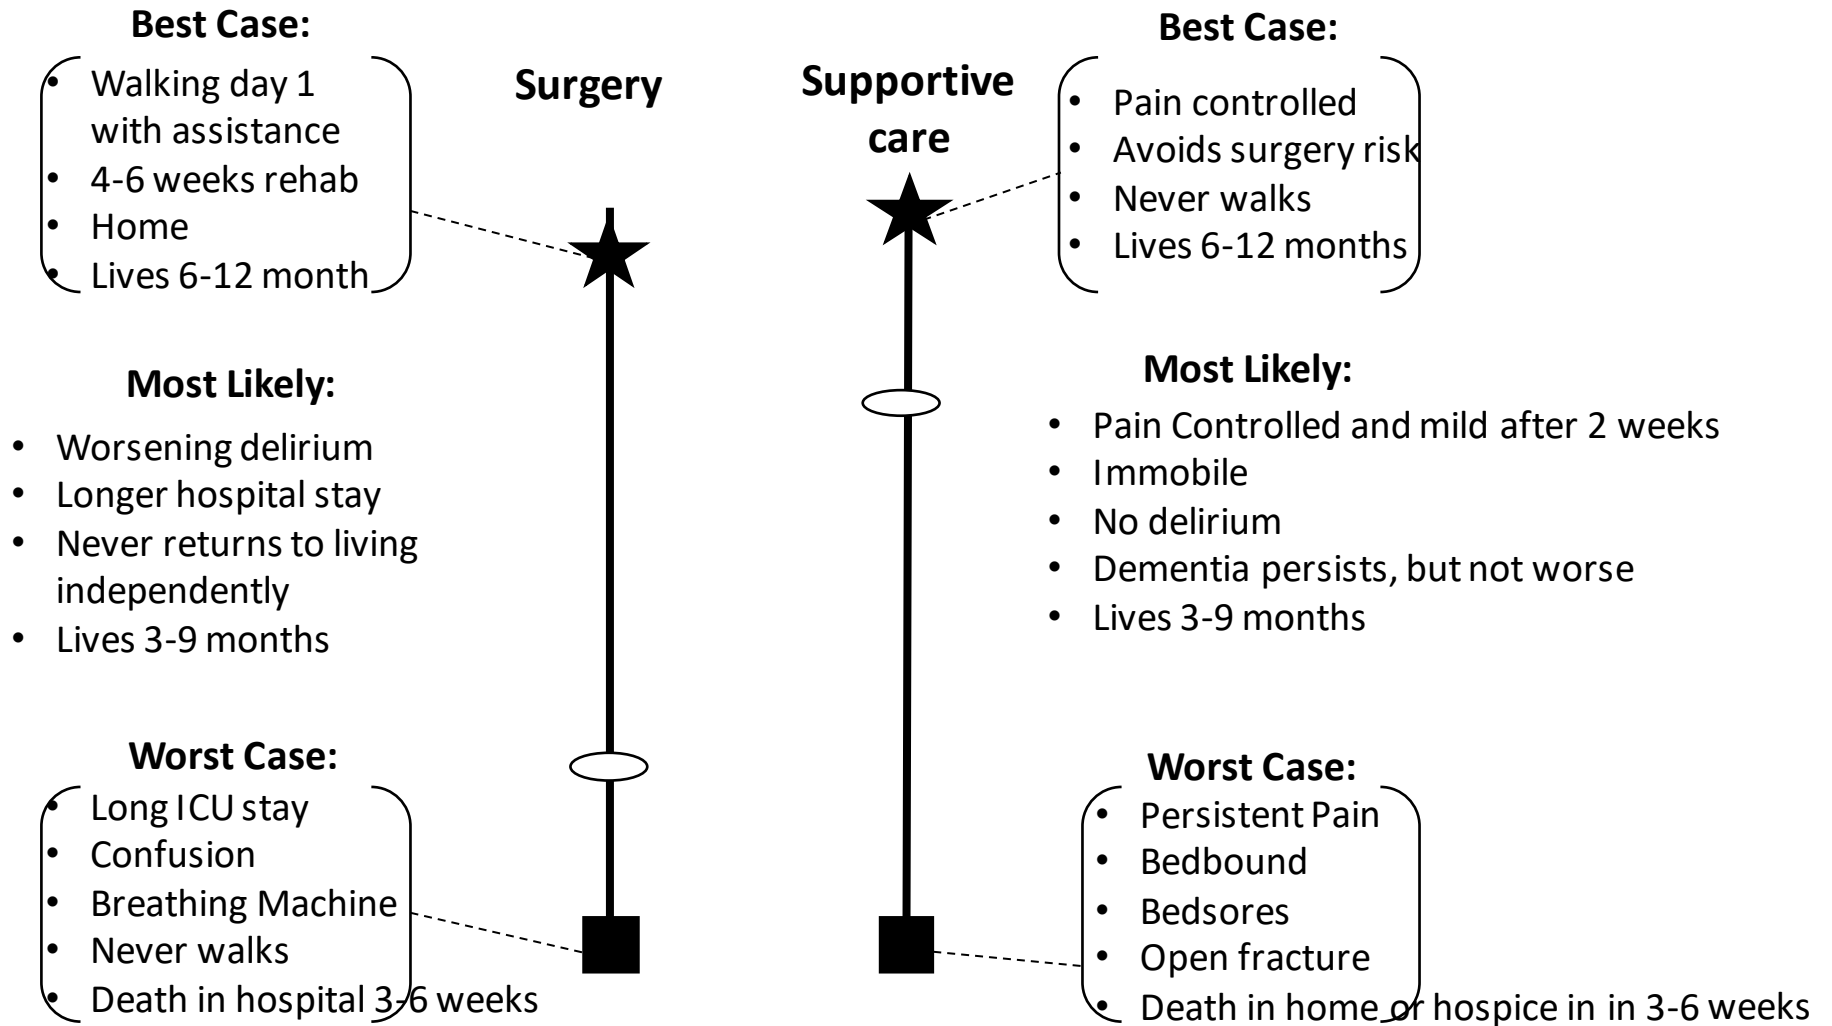 Best Case:
• Walking day 1
with assistance
• 4-6 weeks rehab
• Home
• Lives 6-12 month
Most Likely:
• Worsening delirium
• Longer hospital stay
• Never returns to living
independently
• Lives 3-9 months
Worst Case:
• Long ICU stay
• Confusion
• Breathing Machine
• Never walks
• Death in hospital 3-6 weeks
Surgery
Supportive
care
Best Case:
• Pain controlled
• Avoids surgery risk
• Never walks
• Lives 6-12 months
Most Likely:
• Pain Controlled and mild after 2 weeks
• Immobile
• No delirium
• Dementia persists, but not worse
• Lives 3-9 months
Worst Case:
• Persistent Pain
• Bedbound
• Bedsores
• Open fracture
• Death in home or hospice in in 3-6 weeks